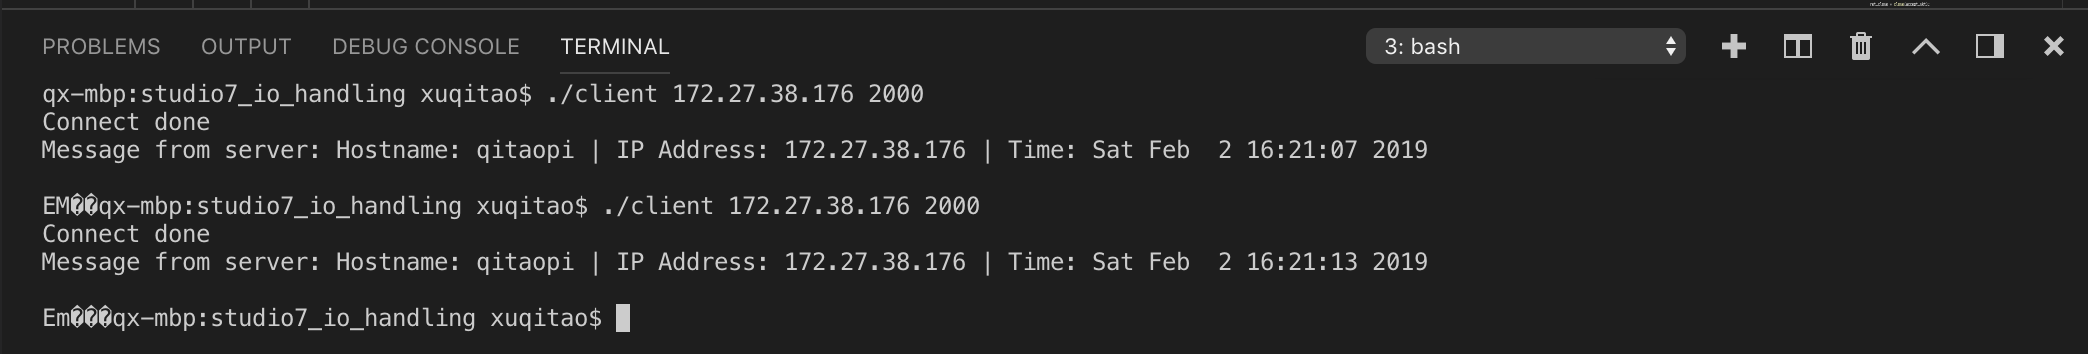 PROBLEMS OUTPUT DEBUG CONSOLE TERMINAL 3: bash
qx-mbp:studio7_io_handling xuqitao$ ./client 172.27.38.176 2000
Connect done
Message from server: Hostname: qitaopi | IP Address: 172.27.38.176 | Time: Sat Feb  2 16:21:07 2019
EM��qx-mbp:studio7_io_handling xuqitao$ ./client 172.27.38.176 2000
Connect done
Message from server: Hostname: qitaopi | IP Address: 172.27.38.176 | Time: Sat Feb  2 16:21:13 2019
Em���qx-mbp:studio7_io_handling xuqitao$